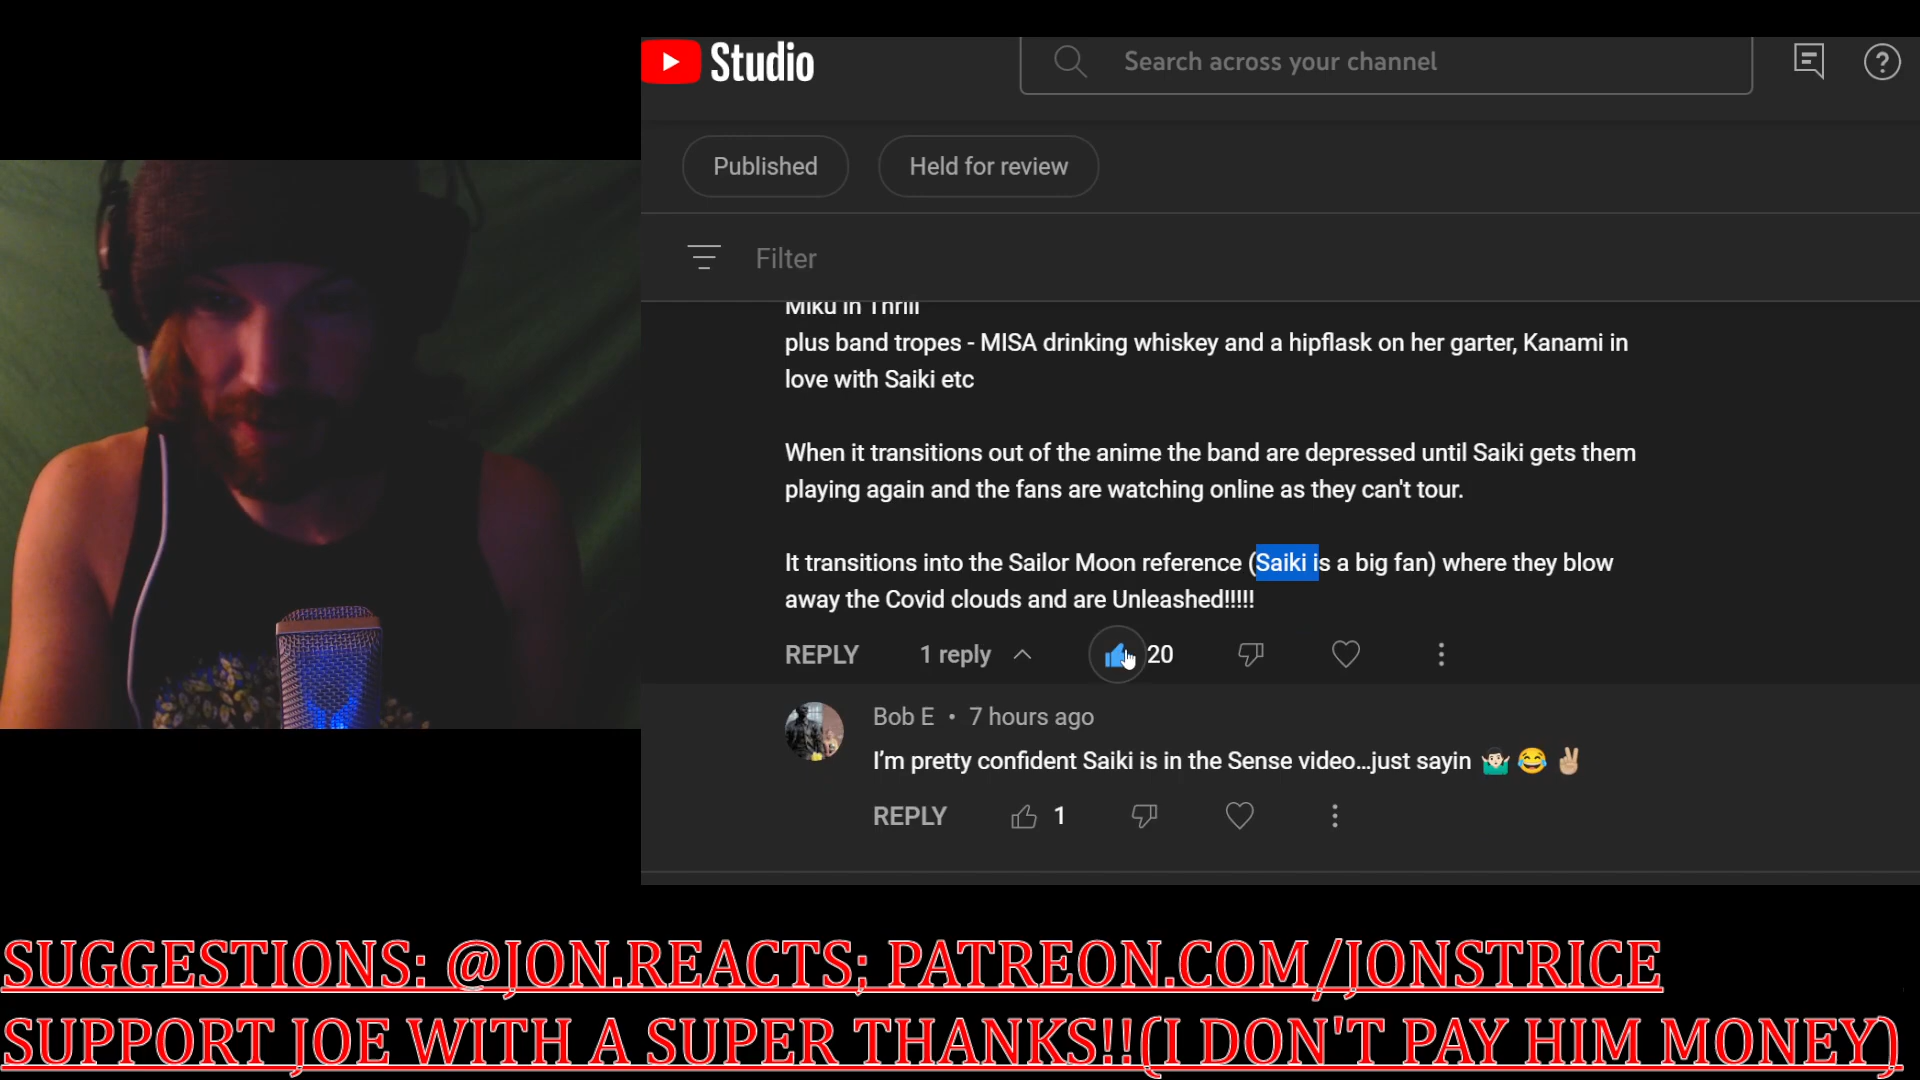 Studio
Search across your channel
Published
Held for review
Filter
Miku in Thrill
plus band tropes - MISA drinking whiskey and a hipflask on her garter, Kanami in
love with Saiki etc
When it transitions out of the anime the band are depressed until Saiki gets them
playing again and the fans are watching online as they can't tour.
It transitions into the Sailor Moon reference (Saiki is a big fan) where they blow
away the Covid clouds and are Unleashed!!!!!
REPLY 1 reply 20
Bob E • 7 hours ago
I’m pretty confident Saiki is in the Sense video...just sayin 🤷🏻‍♂️ 😂 ✌🏼
REPLY 1
SUGGESTIONS: @JON.REACTS; PATREON.COM/JONSTRICE
SUPPORT JOE WITH A SUPER THANKS!!(I DON'T PAY HIM MONEY)